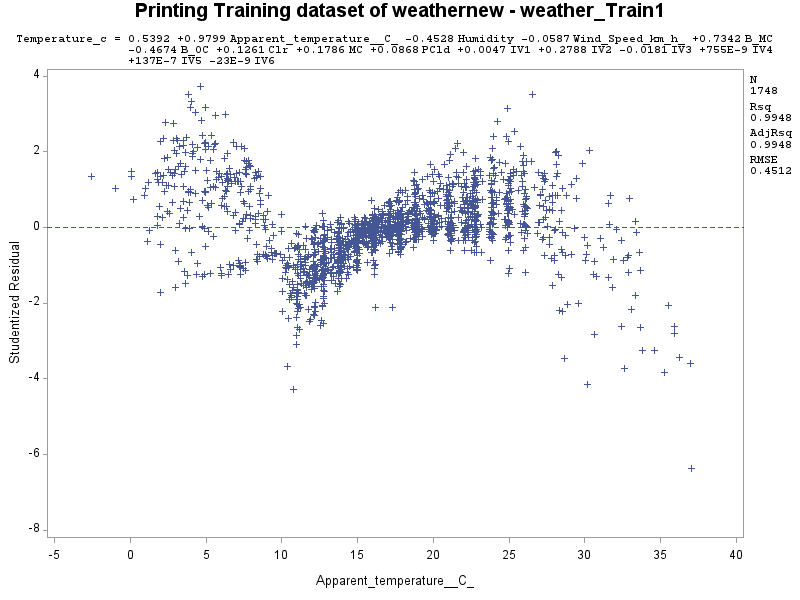 Printing Training dataset of weathernew - weather_Train1
Temperature_c = 0.5392 +0.9799 Apparent_temperature__C_ -0.4528 Humidity -0.0587 Wind_Speed_km_h_ +0.7342 B_MC
-0.4674 B_OC +0.1261 Clr +0.1786 MC +0.0868 PCld +0.0047 IV1 +0.2788 IV2 -0.0181 IV3 +755E-9 IV4
+137E-7 IV5 -23E-9 IV6
N
1748
Rsq
0.9948
AdjRsq
0.9948
RMSE
0.4512
4
2
0
-2
-4
-6
-8
Studentized Residual
-5 0 5 10 15 20 25 30 35 40
Apparent_temperature__C_